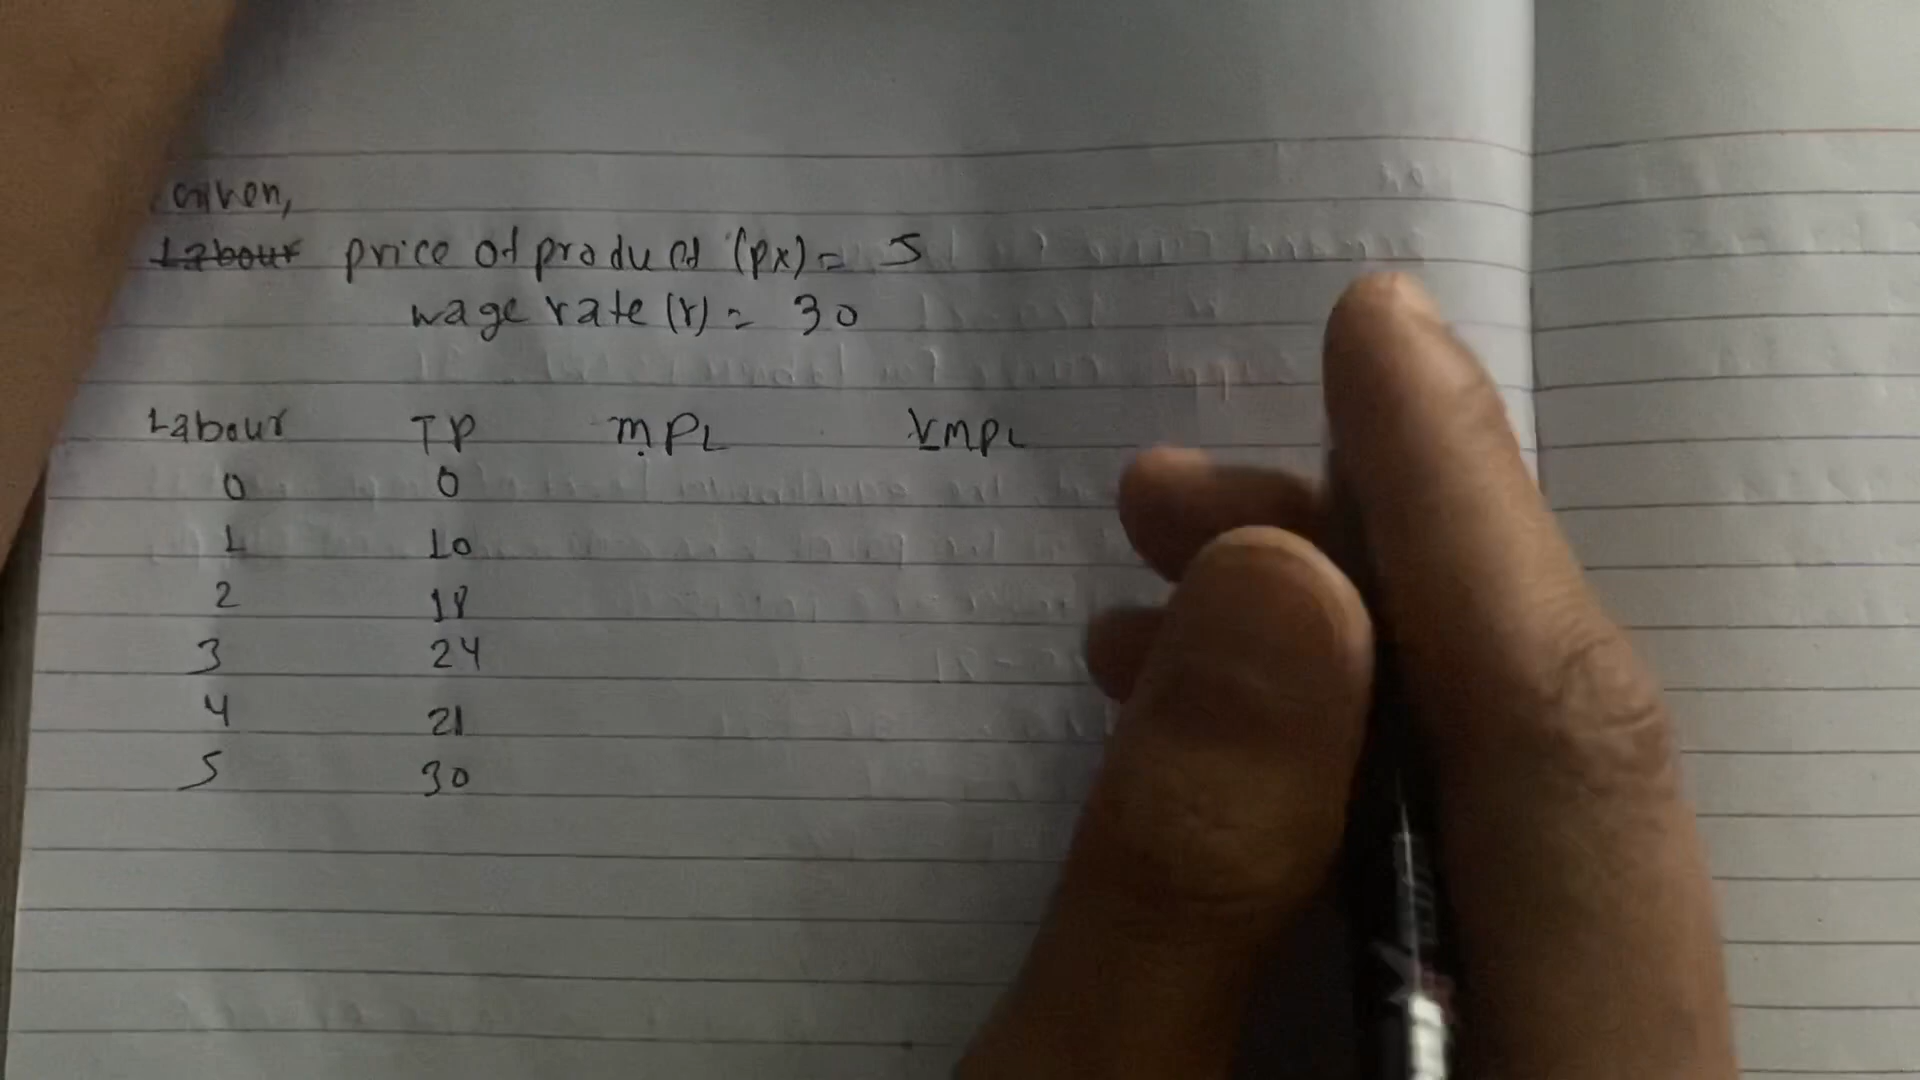 Given,
Labour price of product (px) = 5
wage rate (r) = 30
Labour TP MPL VMPL
0 0
1 10
2 18
3 24
4 21
5 30